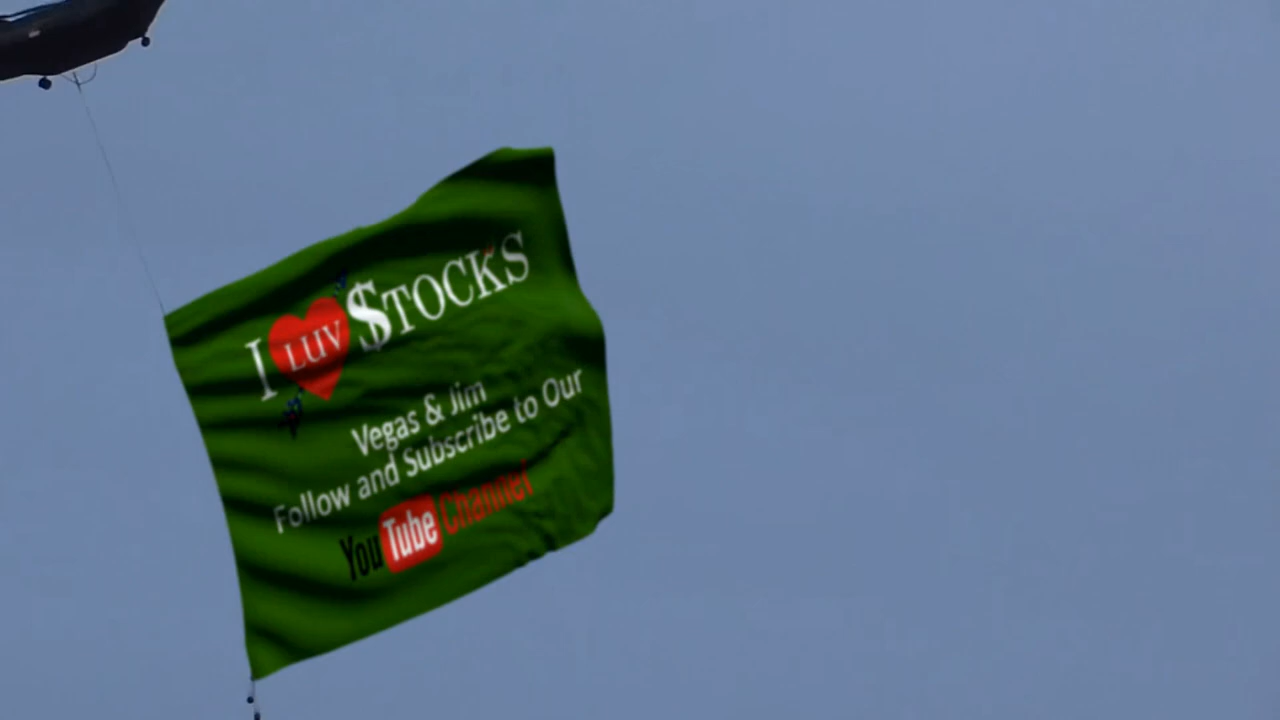 I LUV $TOCKS
Vegas & Jim
Follow and Subscribe to Our
YouTube Channel